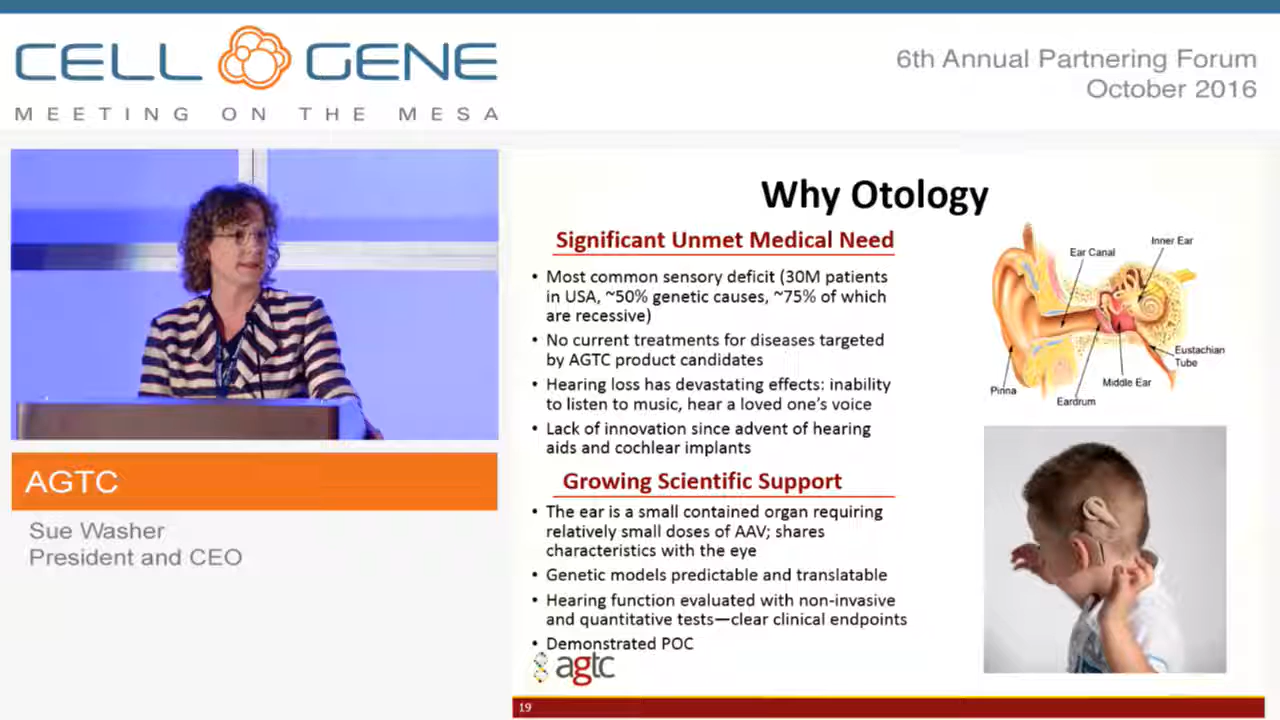 CELL GENE
MEETING ON THE MESA
6th Annual Partnering Forum
October 2016
AGTC
Sue Washer
President and CEO
Why Otology
Significant Unmet Medical Need
• Most common sensory deficit (30M patients
in USA, ~50% genetic causes, ~75% of which
are recessive)
• No current treatments for diseases targeted
by AGTC product candidates
• Hearing loss has devastating effects: inability
to listen to music, hear a loved one's voice
• Lack of innovation since advent of hearing
aids and cochlear implants
Growing Scientific Support
• The ear is a small contained organ requiring
relatively small doses of AAV; shares
characteristics with the eye
• Genetic models predictable and translatable
• Hearing function evaluated with non-invasive
and quantitative tests—clear clinical endpoints
• Demonstrated POC
Inner Ear
Ear Canal
Eustachian
Tube
Middle Ear
Pinna
Eardrum
agtc
19